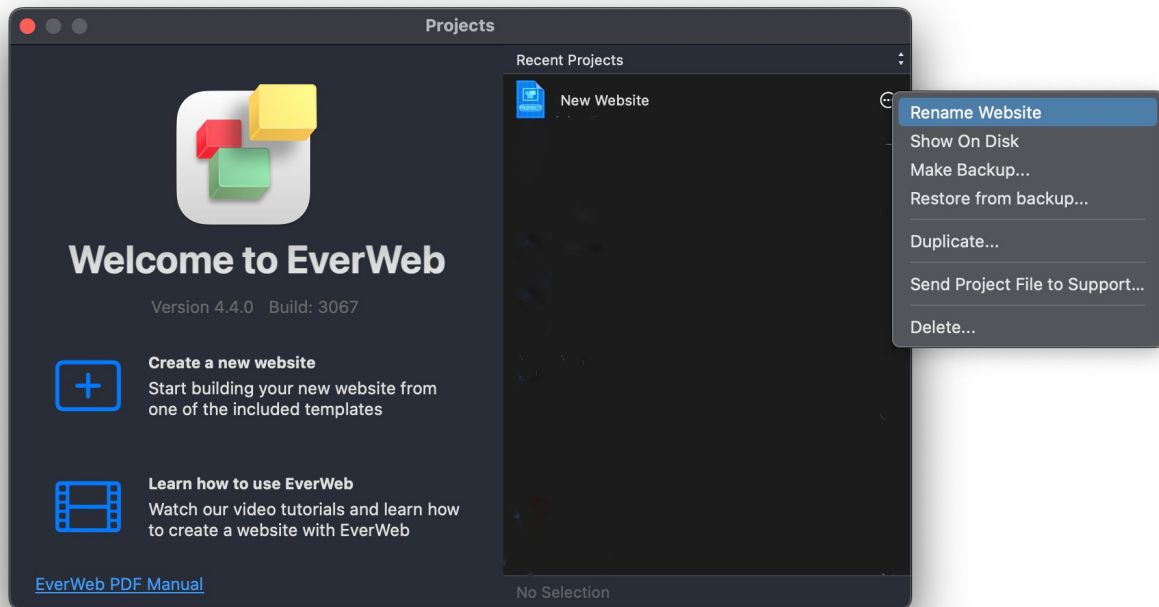 Projects
Welcome to EverWeb
Version 4.4.0 Build: 3067
Create a new website
Start building your new website from
one of the included templates
Learn how to use EverWeb
Watch our video tutorials and learn how
to create a website with EverWeb
EverWeb PDF Manual
Recent Projects
PROJECT
New Website
No Selection
Rename Website
Show On Disk
Make Backup...
Restore from backup...
Duplicate...
Send Project File to Support...
Delete...